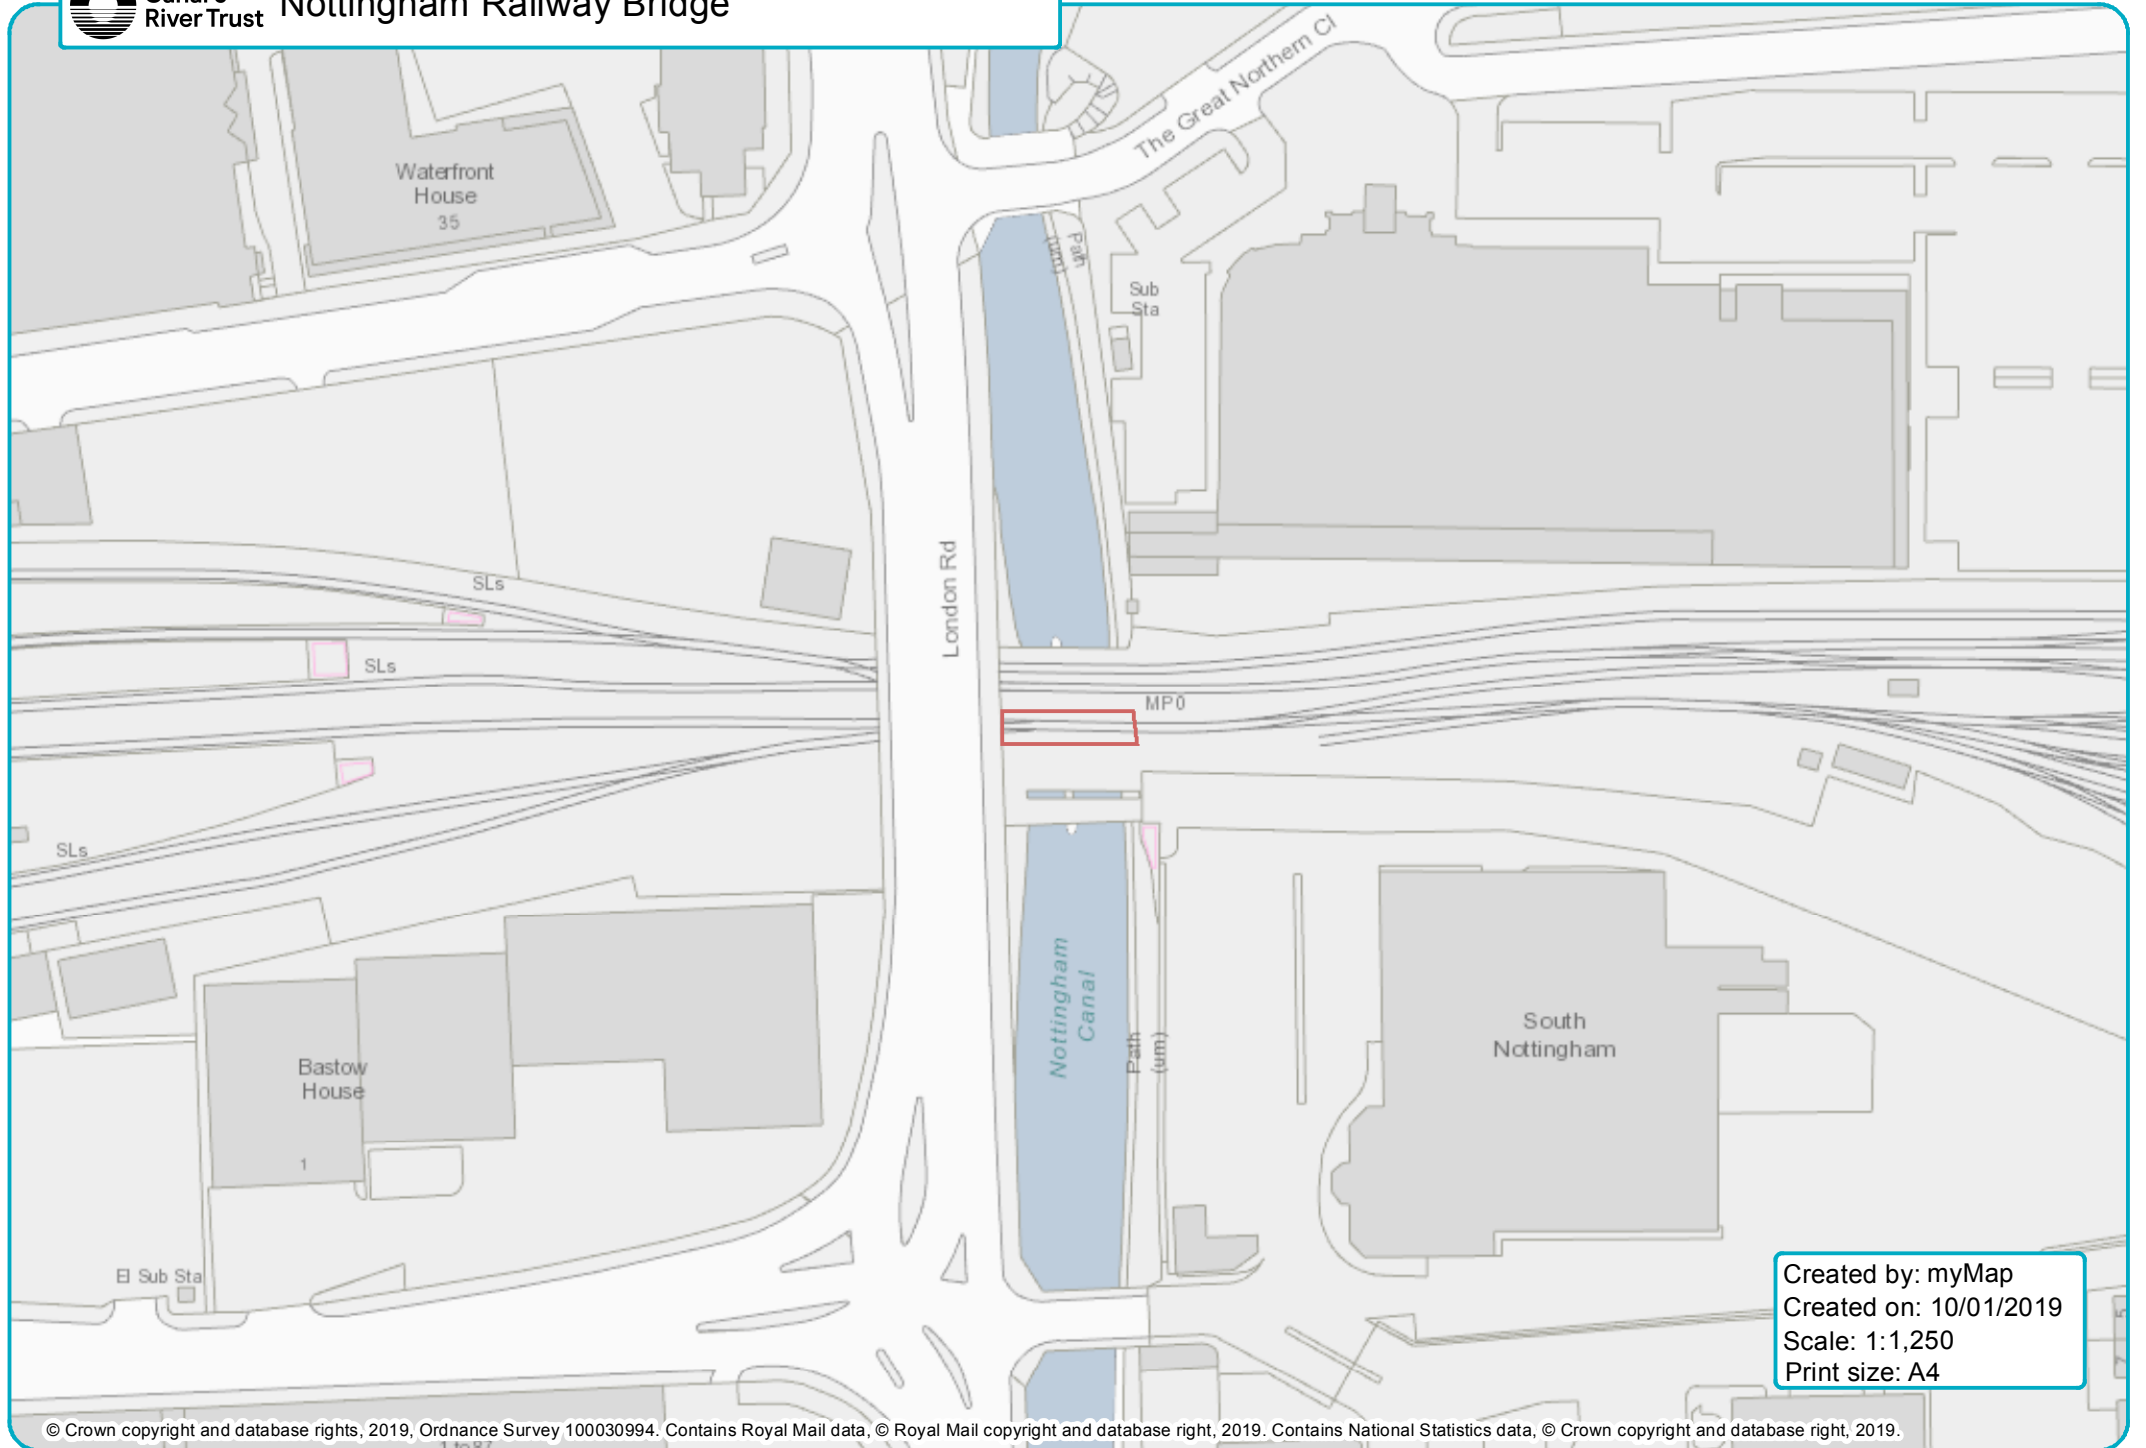 River Trust
Nottingham Railway Bridge
The Great Northern Cl
Waterfront
House
35
Path
(um)
Sub
Sta
London Rd
SLs
SLs
MP0
SLs
Nottingham
Canal
Path
(um)
South
Nottingham
Bastow
House
1
El Sub Sta
Created by: myMap
Created on: 10/01/2019
Scale: 1:1,250
Print size: A4
© Crown copyright and database rights, 2019, Ordnance Survey 100030994. Contains Royal Mail data, © Royal Mail copyright and database right, 2019. Contains National Statistics data, © Crown copyright and database right, 2019.
1 to 87